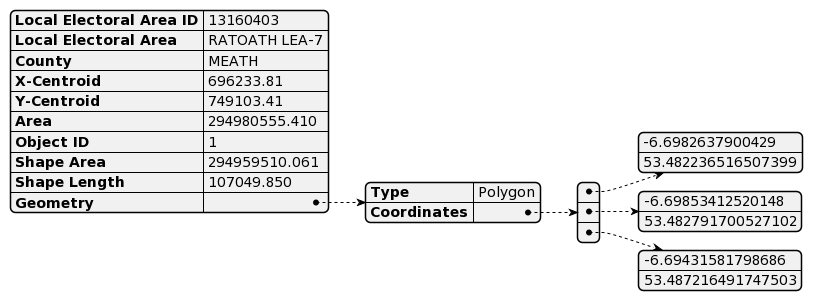 Local Electoral Area ID 13160403
Local Electoral Area RATOATH LEA-7
County MEATH
X-Centroid 696233.81
Y-Centroid 749103.41
Area 294980555.410
Object ID 1
Shape Area 294959510.061
Shape Length 107049.850
Geometry
Type Polygon
Coordinates
-6.6982637900429
53.482236516507399
-6.69853412520148
53.482791700527102
-6.69431581798686
53.487216491747503